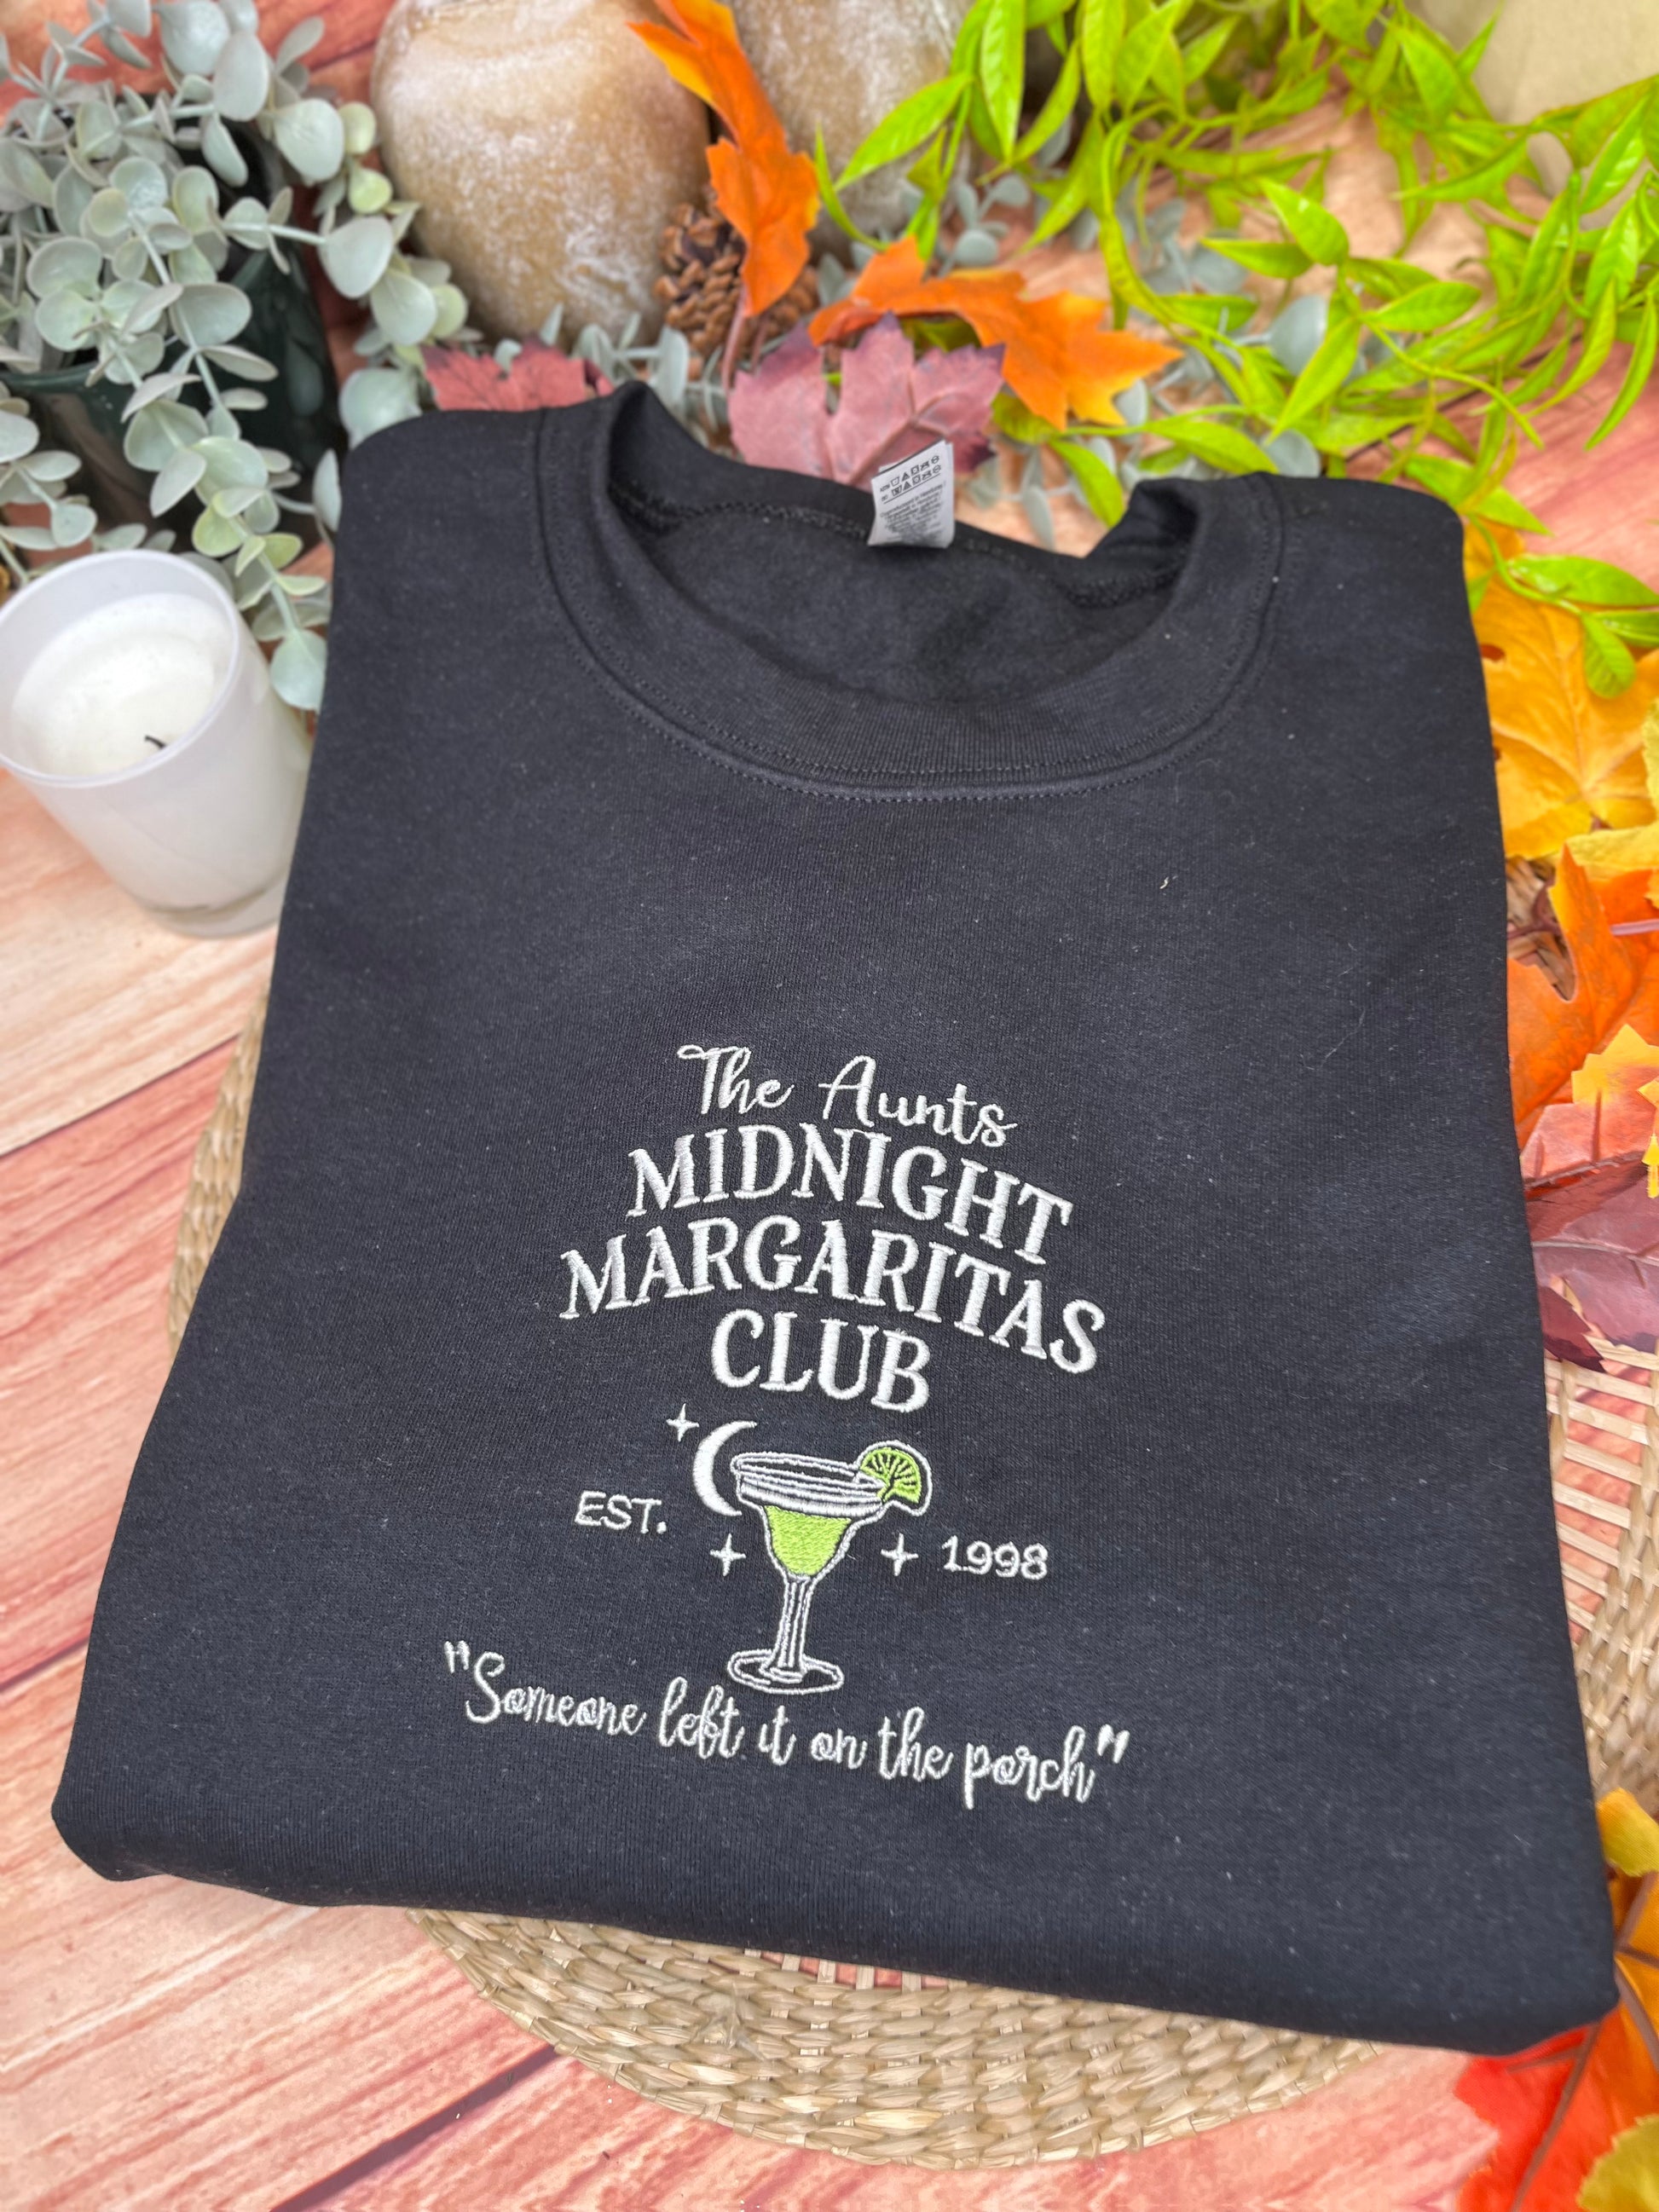 The Aunts
MIDNIGHT
MARGARITAS
CLUB
EST. 1998
"Someone left it on the porch"